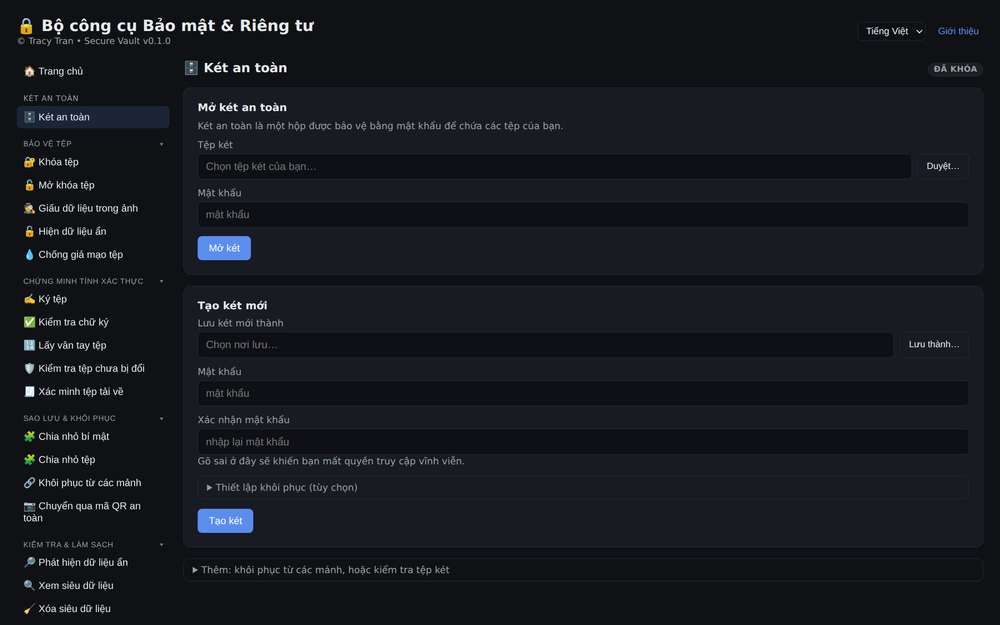 Bộ công cụ Bảo mật & Riêng tư
© Tracy Tran • Secure Vault v0.1.0
Tiếng Việt
Giới thiệu
Trang chủ
KÉT AN TOÀN
Két an toàn
BẢO VỆ TỆP
Khóa tệp
Mở khóa tệp
Giấu dữ liệu trong ảnh
Hiện dữ liệu ẩn
Chống giả mạo tệp
CHỨNG MINH TÍNH XÁC THỰC
Ký tệp
Kiểm tra chữ ký
Lấy vân tay tệp
Kiểm tra tệp chưa bị đổi
Xác minh tệp tải về
SAO LƯU & KHÔI PHỤC
Chia nhỏ bí mật
Chia nhỏ tệp
Khôi phục từ các mảnh
Chuyển qua mã QR an
toàn
KIỂM TRA & LÀM SẠCH
Phát hiện dữ liệu ẩn
Xem siêu dữ liệu
Xóa siêu dữ liệu
Két an toàn
ĐÃ KHÓA
Mở két an toàn
Két an toàn là một hộp được bảo vệ bằng mật khẩu để chứa các tệp của bạn.
Tệp két
Chọn tệp két của bạn…
Duyệt…
Mật khẩu
mật khẩu
Mở két
Tạo két mới
Lưu két mới thành
Chọn nơi lưu…
Lưu thành…
Mật khẩu
mật khẩu
Xác nhận mật khẩu
nhập lại mật khẩu
Gõ sai ở đây sẽ khiến bạn mất quyền truy cập vĩnh viễn.
Thiết lập khôi phục (tùy chọn)
Tạo két
Thêm: khôi phục từ các mảnh, hoặc kiểm tra tệp két